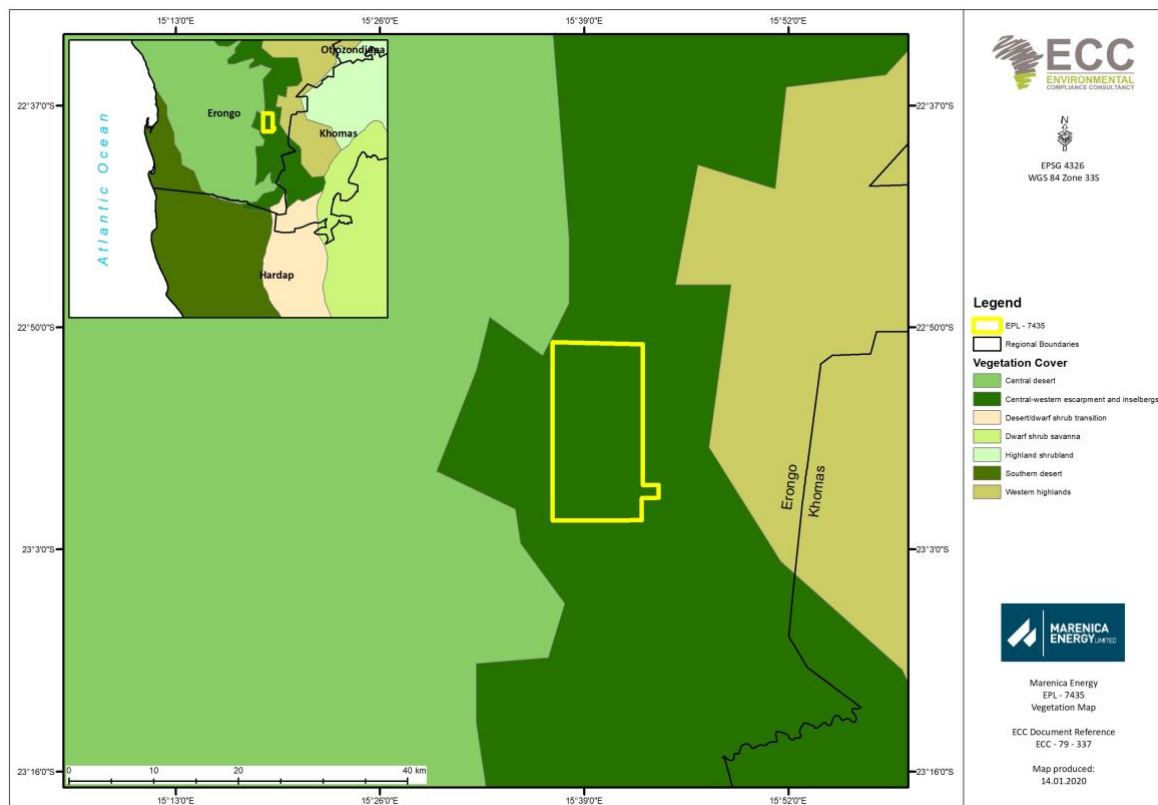 15°13'0"E
15°26'0"E
15°39'0"E
15°52'0"E
Otjozondjupa
Erongo
Khomas
Hardap
Atlantic Ocean
22°37'0"S
22°37'0"S
22°50'0"S
22°50'0"S
23°3'0"S
23°3'0"S
23°16'0"S
23°16'0"S
Erongo
Khomas
0
10
20
40 km
15°13'0"E
15°26'0"E
15°39'0"E
15°52'0"E
ECC
ENVIRONMENTAL
COMPLIANCE CONSULTANCY
N
EPSG 4326
WGS 84 Zone 33S
Legend
EPL - 7435
Regional Boundaries
Vegetation Cover
Central desert
Central-western escarpment and inselbergs
Desert/dwarf shrub transition
Dwarf shrub savanna
Highland shrubland
Southern desert
Western highlands
MARENICA
ENERGY LIMITED
Marenica Energy
EPL - 7435
Vegetation Map
ECC Document Reference
ECC - 79 - 337
Map produced:
14.01.2020